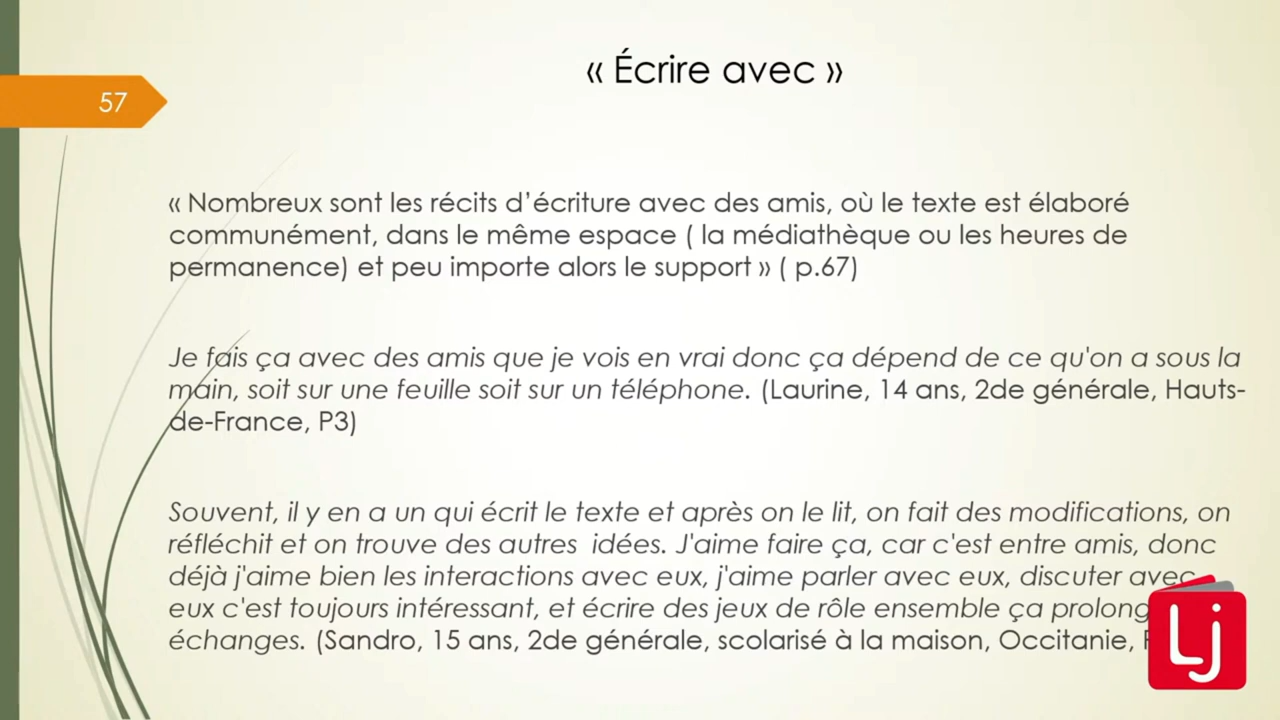 « Écrire avec »
57
« Nombreux sont les récits d’écriture avec des amis, où le texte est élaboré
communément, dans le même espace ( la médiathèque ou les heures de
permanence) et peu importe alors le support » ( p.67)
Je fais ça avec des amis que je vois en vrai donc ça dépend de ce qu'on a sous la
main, soit sur une feuille soit sur un téléphone. (Laurine, 14 ans, 2de générale, Hauts-
de-France, P3)
Souvent, il y en a un qui écrit le texte et après on le lit, on fait des modifications, on
réfléchit et on trouve des autres  idées. J'aime faire ça, car c'est entre amis, donc
déjà j'aime bien les interactions avec eux, j'aime parler avec eux, discuter avec
eux c'est toujours intéressant, et écrire des jeux de rôle ensemble ça
échanges. (Sandro, 15 ans, 2de générale, scolarisé à la maison, Occitanie,
Lj